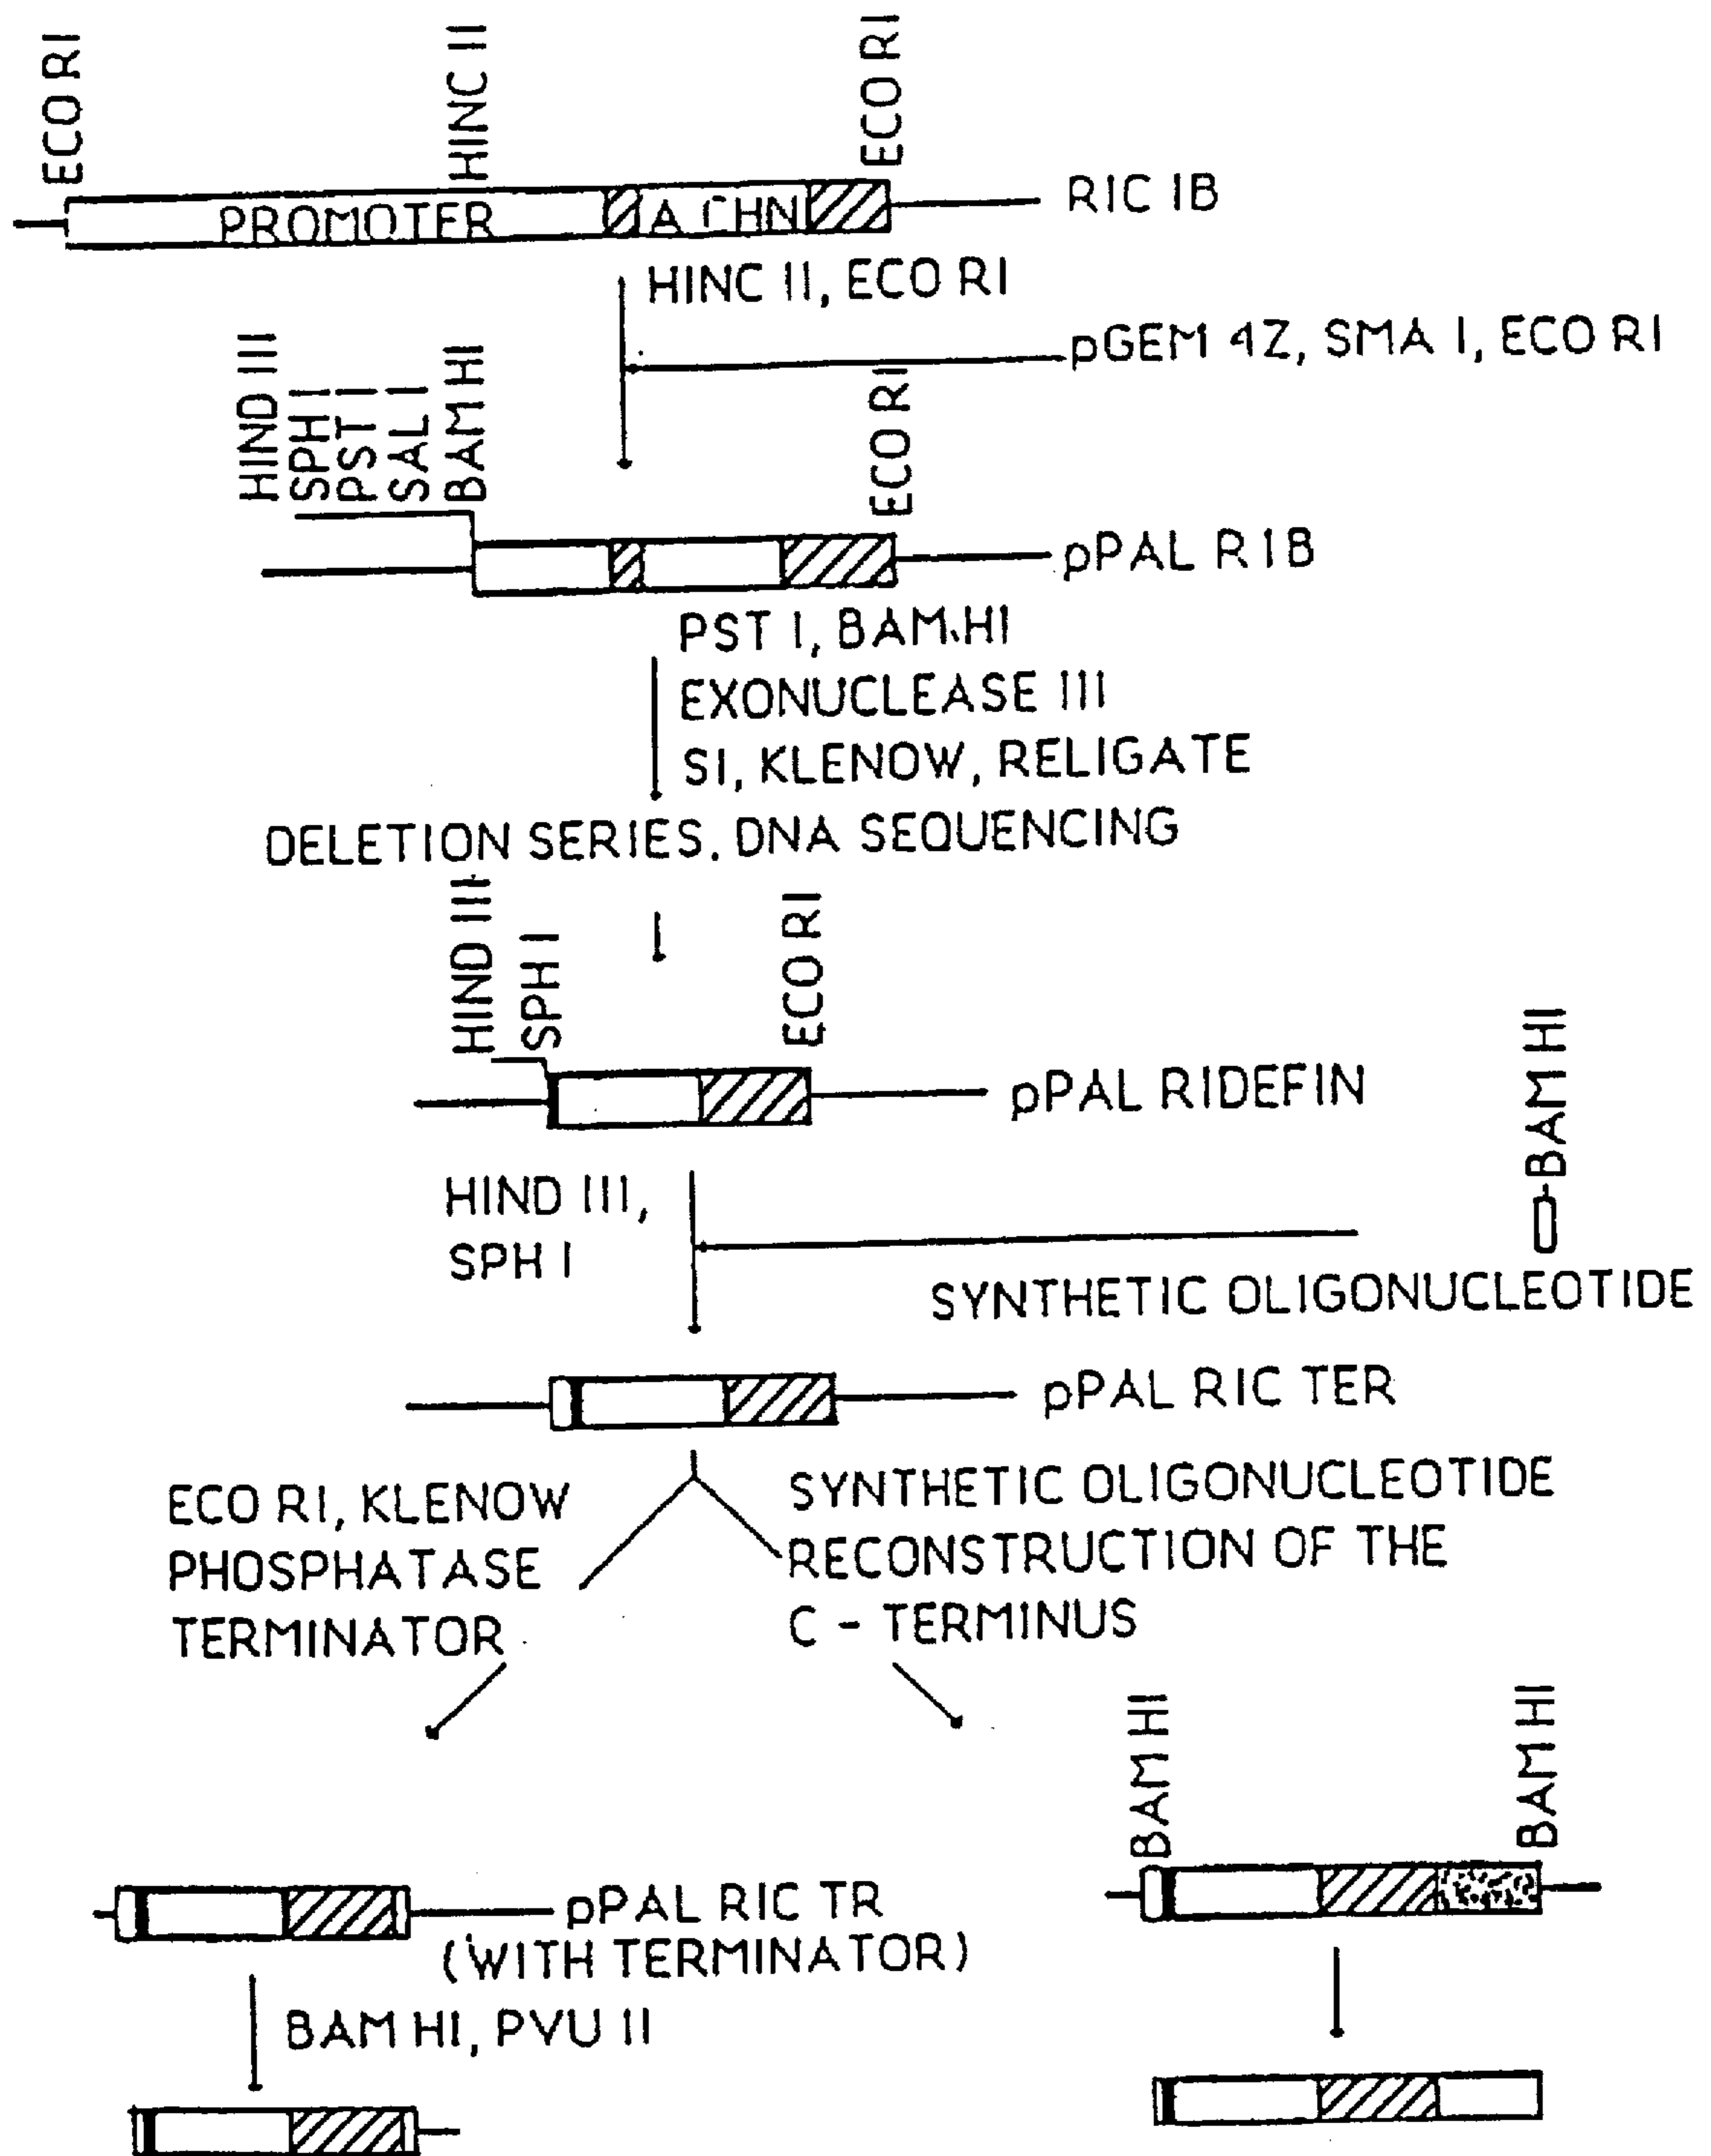 ECO RI
HINC II
ECO RI
PROMOTER
A CHN
RIC IB
HINC II, ECO RI
pGEM 4Z, SMA I, ECO RI
HIND III
SPH I
PST I
SAL I
BAM HI
ECO RI
pPAL RIB
PST I, BAM HI
EXONUCLEASE III
SI, KLENOW, RELIGATE
DELETION SERIES. DNA SEQUENCING
HIND III
SPH I
ECO RI
pPAL RIDEFIN
BAM HI
HIND III,
SPH I
SYNTHETIC OLIGONUCLEOTIDE
pPAL RIC TER
ECO RI, KLENOW
PHOSPHATASE
TERMINATOR
SYNTHETIC OLIGONUCLEOTIDE
RECONSTRUCTION OF THE
C - TERMINUS
BAM HI
BAM HI
pPAL RIC TR
(WITH TERMINATOR)
BAM HI, PVU II